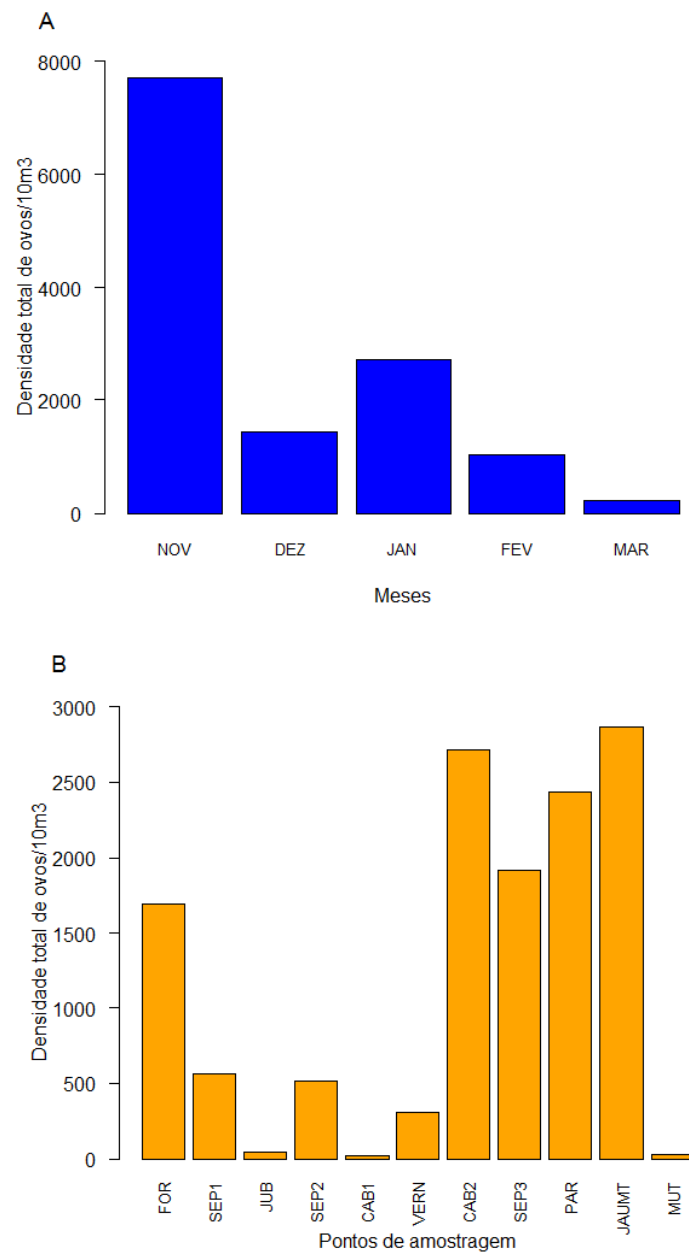 A
Densidade total de ovos/10m3
8000
6000
4000
2000
0
NOV DEZ JAN FEV MAR
Meses
B
Densidade total de ovos/10m3
3000
2500
2000
1500
1000
500
0
FOR SEP1 JUB SEP2 CAB1 VERN CAB2 SEP3 PAR JAUMT MUT
Pontos de amostragem